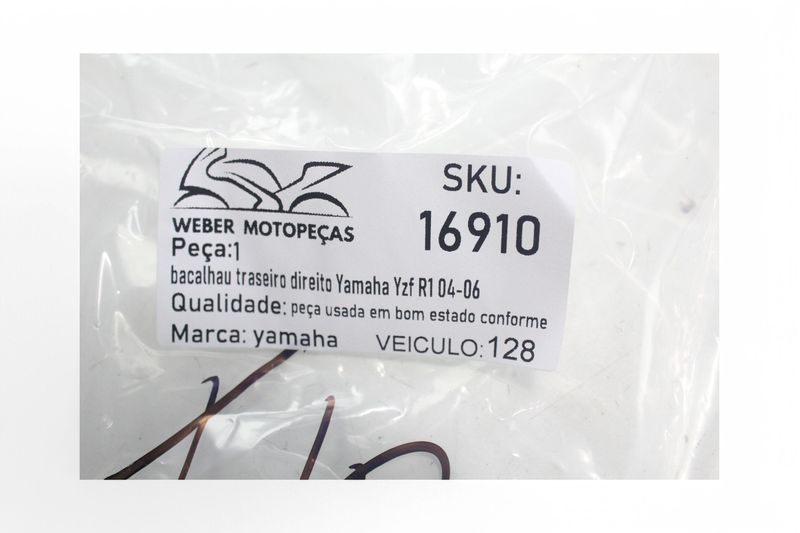 SKU:
16910
WEBER MOTOPEÇAS
Peça:1
bacalhau traseiro direito Yamaha Yzf R1 04-06
Qualidade: peça usada em bom estado conforme
Marca: yamaha VEICULO: 128